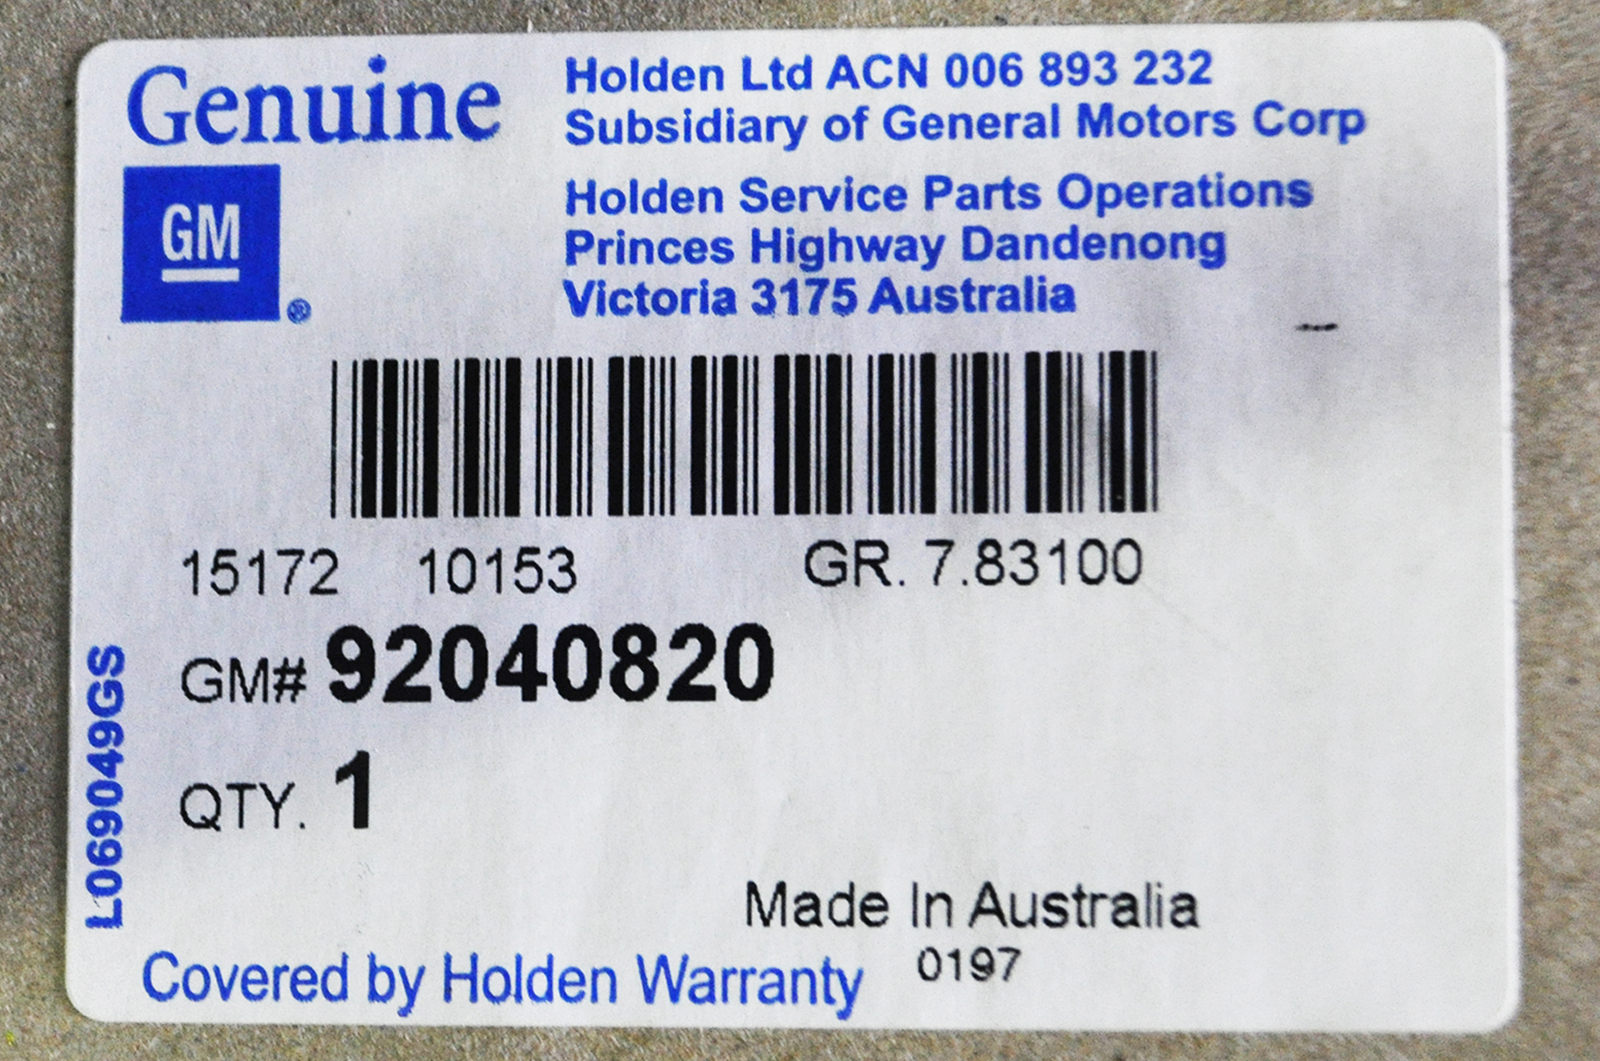 Genuine
GM
®
Holden Ltd ACN 006 893 232
Subsidiary of General Motors Corp
Holden Service Parts Operations
Princes Highway Dandenong
Victoria 3175 Australia
15172 10153 GR. 7.83100
GM# 92040820
QTY. 1
L069049GS
Made In Australia
0197
Covered by Holden Warranty